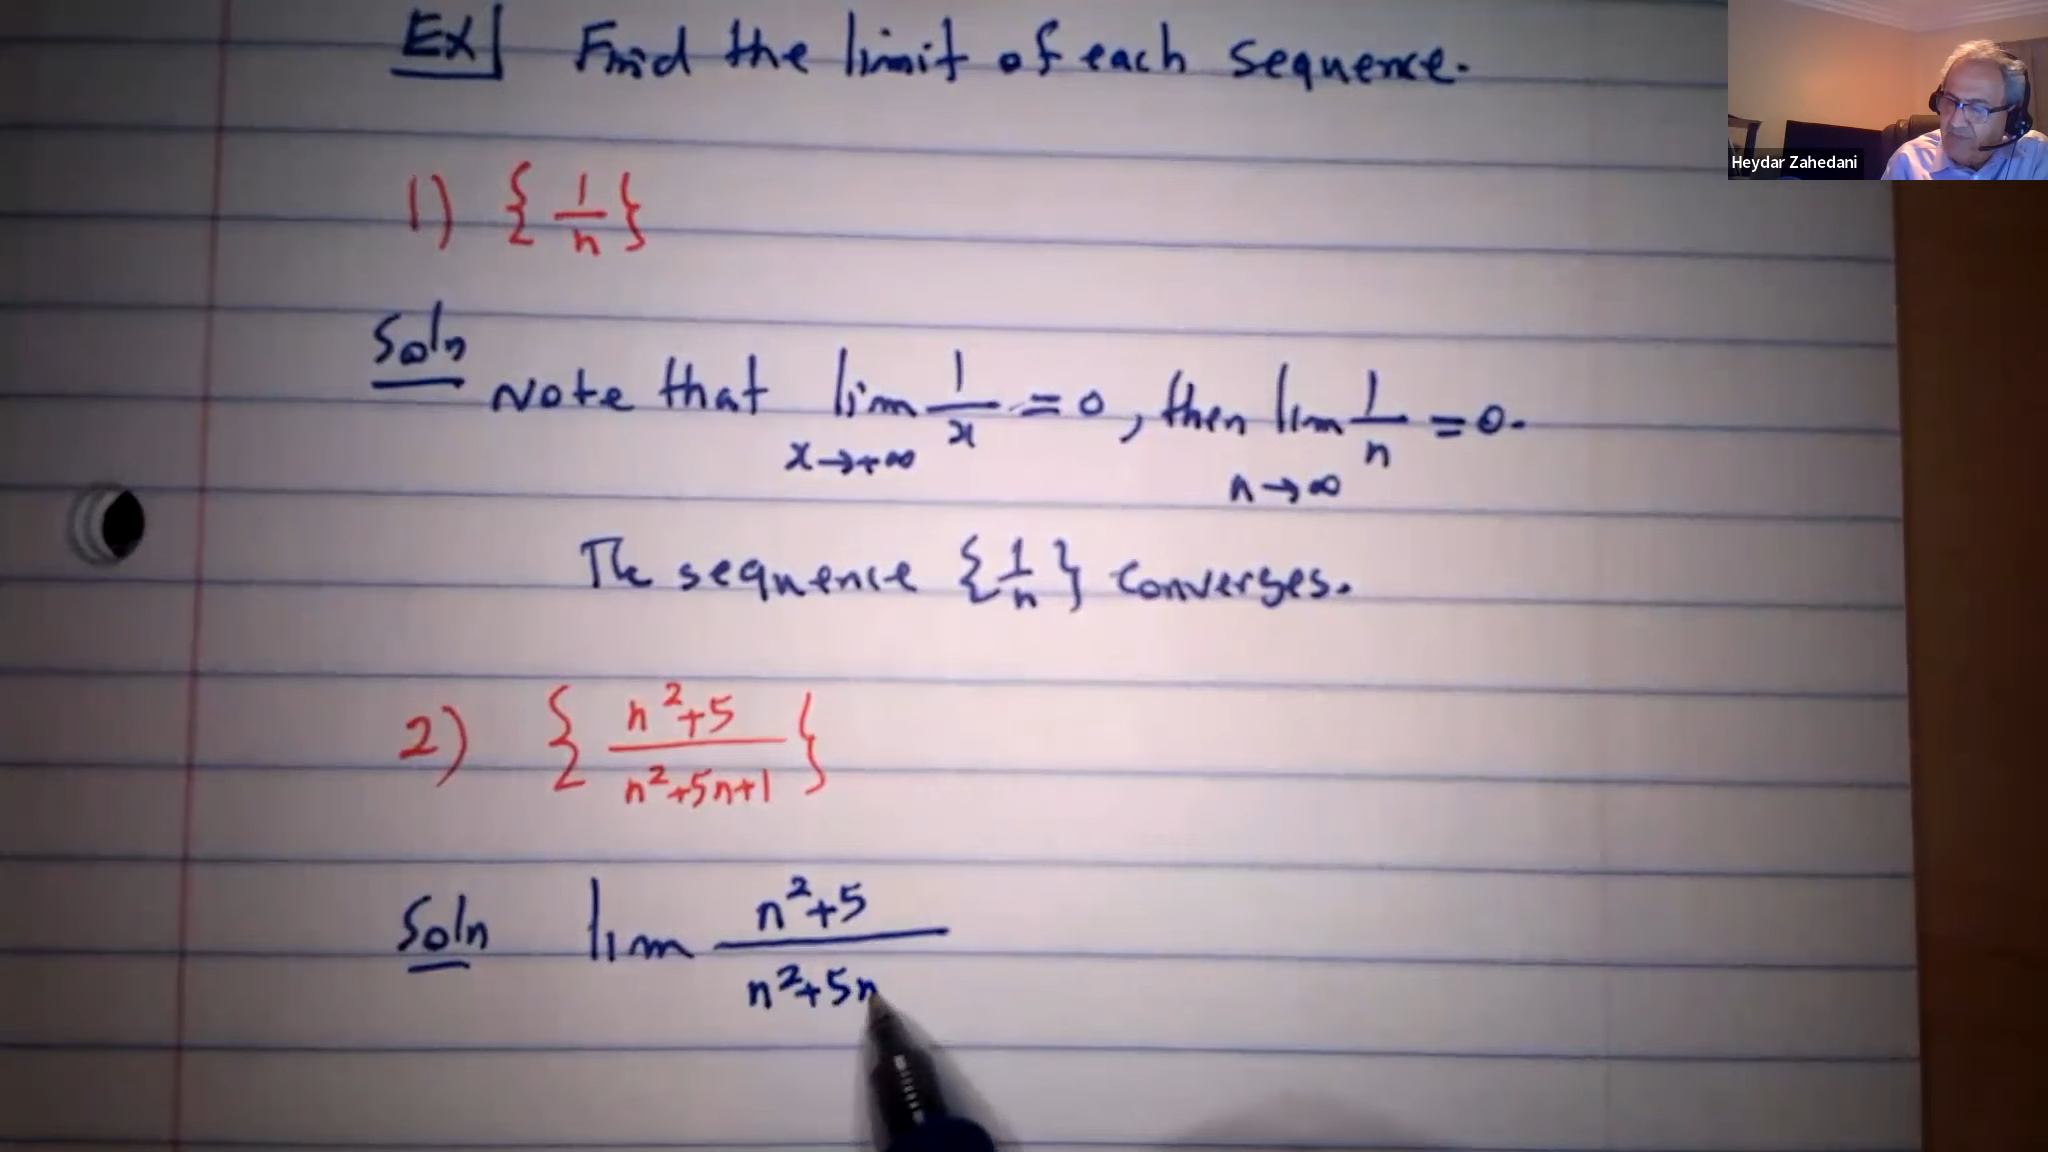 Ex] Find the limit of each sequence.
Heydar Zahedani
1) { 1/n }
Soln
Note that lim 1/x = 0, then lim 1/n = 0.
x→+∞ n→∞
The sequence { 1/n } converges.
2) { n²+5 / n²+5n+1 }
Soln lim n²+5 / n²+5n